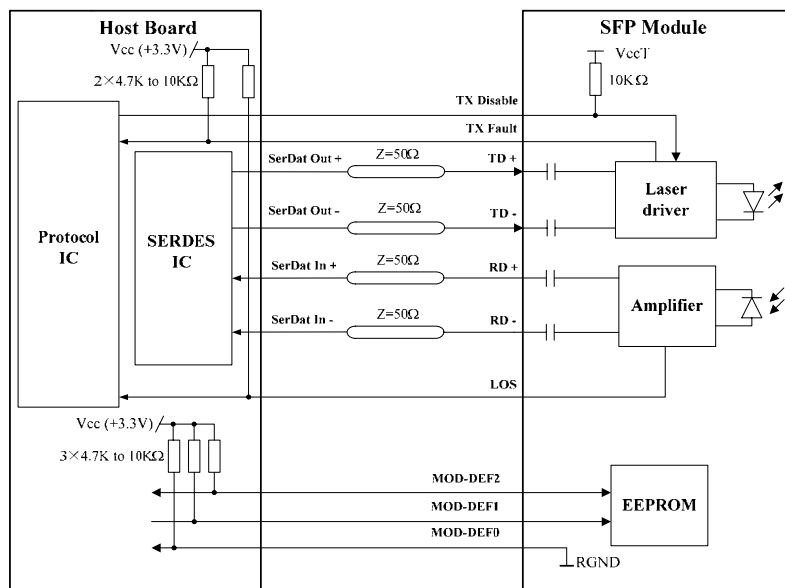 Host Board
SFP Module
Vcc (+3.3V)
2×4.7K to 10KΩ
VccT
10KΩ
TX Disable
TX Fault
SerDat Out +
Z=50Ω
TD +
SerDat Out -
Z=50Ω
TD -
Laser
driver
Protocol
IC
SERDES
IC
SerDat In +
Z=50Ω
RD +
SerDat In -
Z=50Ω
RD -
Amplifier
LOS
Vcc (+3.3V)
3×4.7K to 10KΩ
MOD-DEF2
MOD-DEF1
MOD-DEF0
EEPROM
RGND